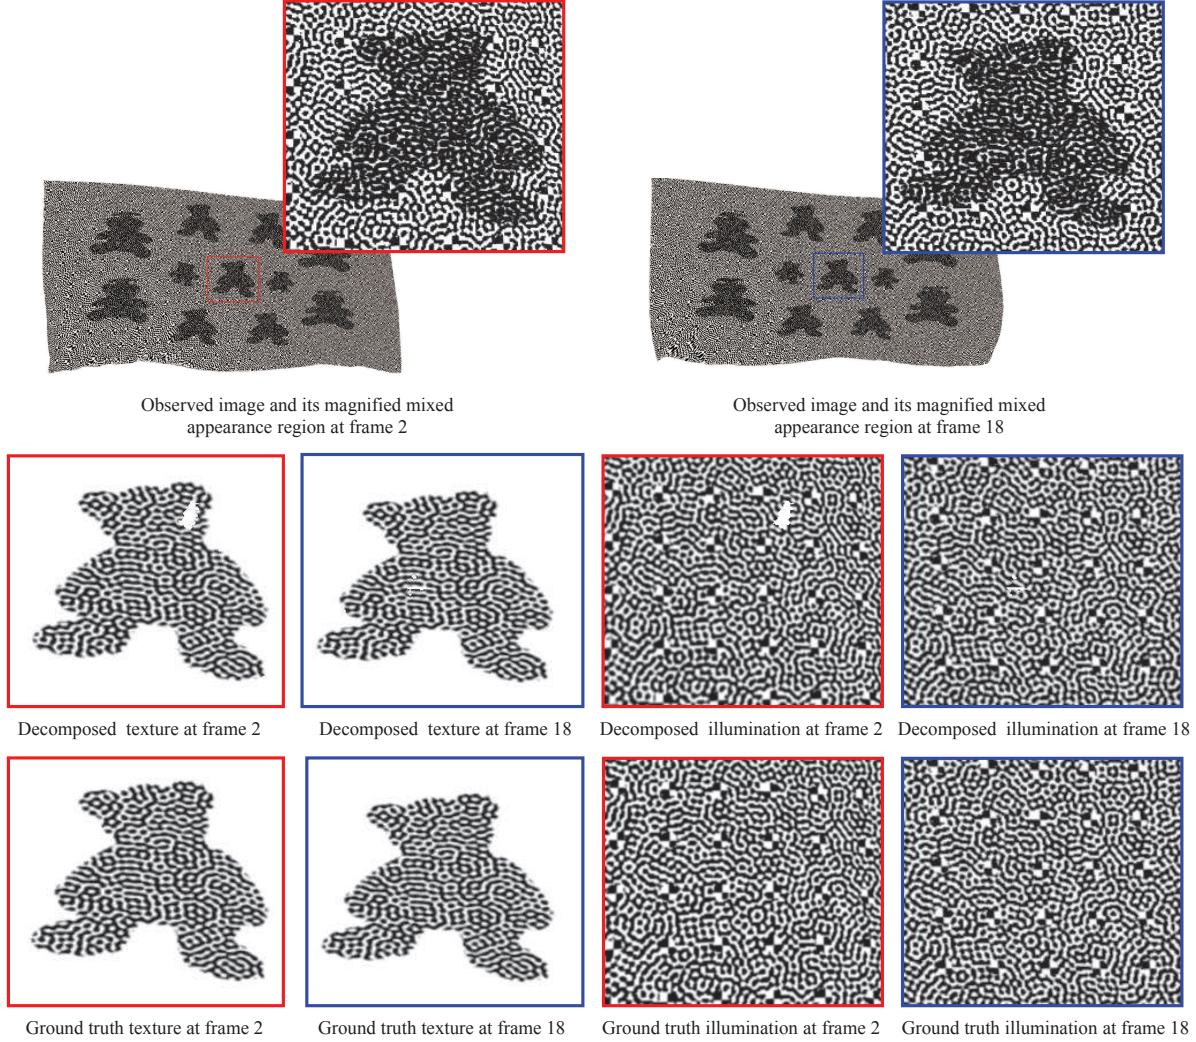 Observed image and its magnified mixed
appearance region at frame 2
Observed image and its magnified mixed
appearance region at frame 18
Decomposed texture at frame 2
Decomposed texture at frame 18
Decomposed illumination at frame 2
Decomposed illumination at frame 18
Ground truth texture at frame 2
Ground truth texture at frame 18
Ground truth illumination at frame 2
Ground truth illumination at frame 18